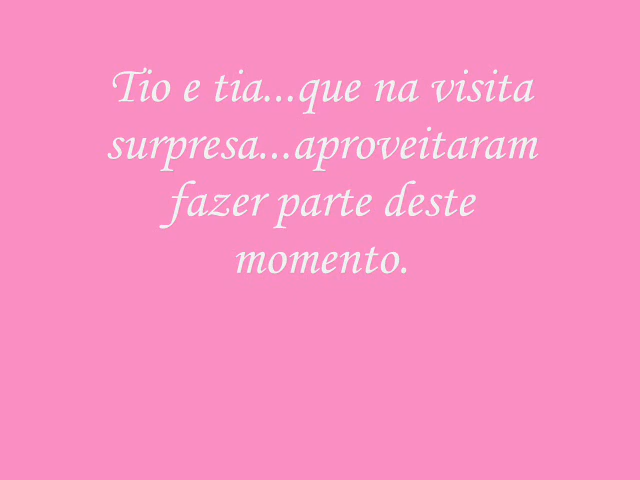 Tio e tia...que na visita
surpresa...aproveitaram
fazer parte deste
momento.